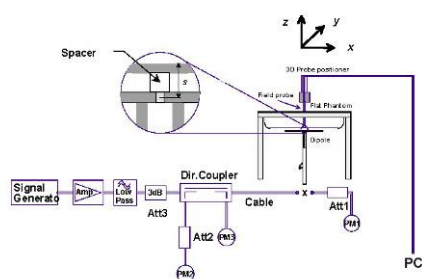 z
y
x
Spacer
s
3D Probe positioner
Field probe
Flat Phantom
Dipole
Dir.Coupler
Signal
Generato
Amp
Low
Pass
3dB
Att3
Cable
x
Att1
PM1
Att2
PM3
PM2
PC